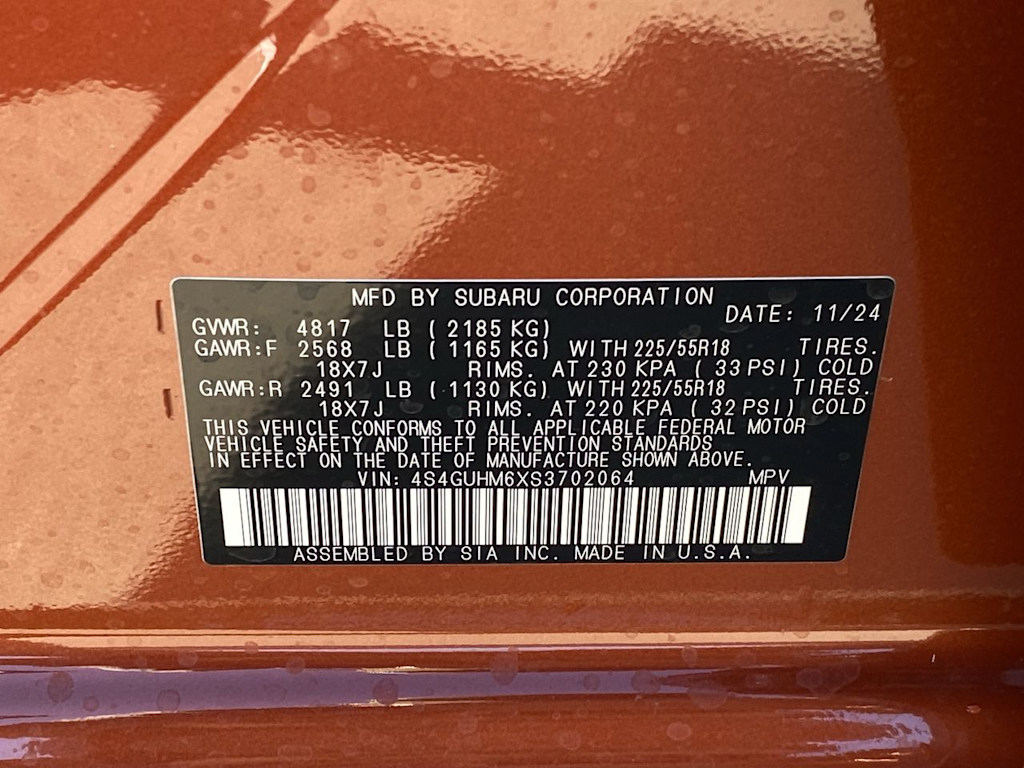 MFD BY SUBARU CORPORATION
DATE: 11/24
GVWR: 4817 LB ( 2185 KG)
GAWR:F 2568 LB ( 1165 KG) WITH 225/55R18 TIRES.
18X7J RIMS. AT 230 KPA ( 33 PSI) COLD
GAWR:R 2491 LB ( 1130 KG) WITH 225/55R18 TIRES.
18X7J RIMS. AT 220 KPA ( 32 PSI) COLD
THIS VEHICLE CONFORMS TO ALL APPLICABLE FEDERAL MOTOR
VEHICLE SAFETY AND THEFT PREVENTION STANDARDS
IN EFFECT ON THE DATE OF MANUFACTURE SHOWN ABOVE.
VIN: 4S4GUHM6XS3702064 MPV
ASSEMBLED BY SIA INC. MADE IN U.S.A.